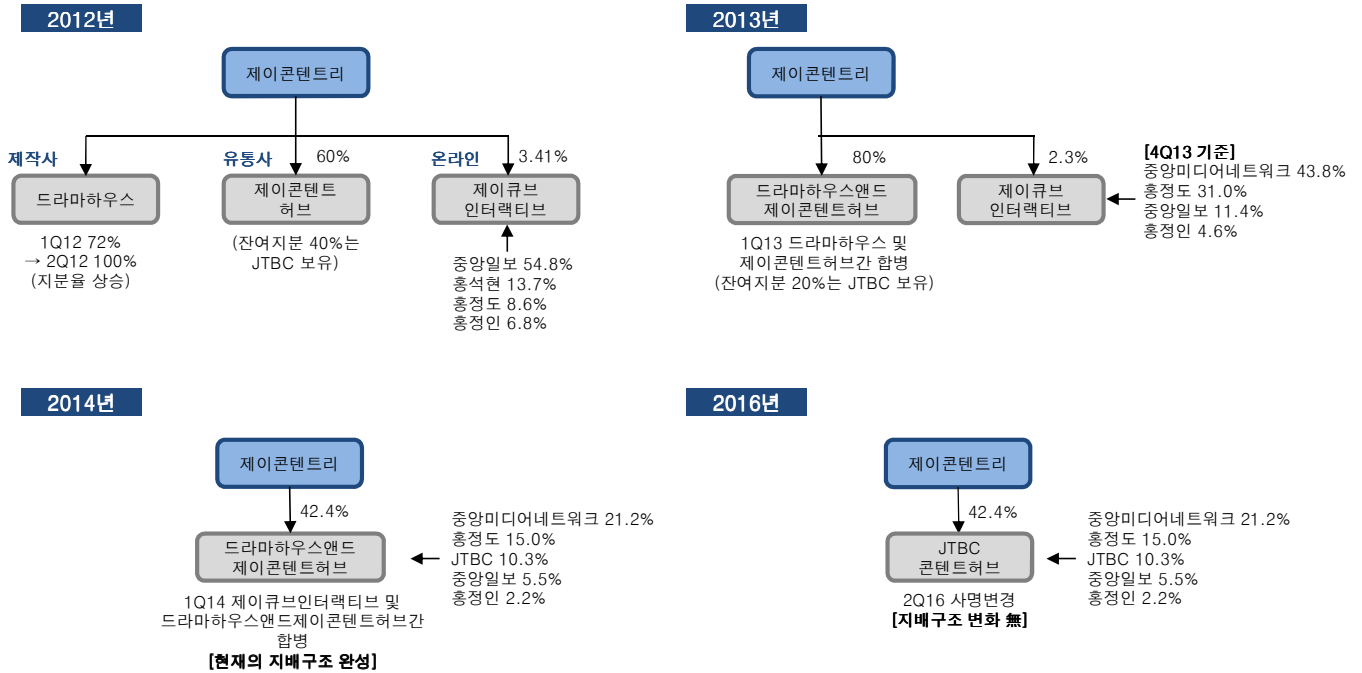 2012년
제이콘텐트리
제작사
유통사
60%
온라인
3.41%
드라마하우스
제이콘텐트
허브
제이큐브
인터랙티브
1Q12 72%
→ 2Q12 100%
(지분율 상승)
(잔여지분 40%는
JTBC 보유)
중앙일보 54.8%
홍석현 13.7%
홍정도 8.6%
홍정인 6.8%
2013년
제이콘텐트리
80%
2.3%
드라마하우스앤드
제이콘텐트허브
제이큐브
인터랙티브
[4Q13 기준]
중앙미디어네트워크 43.8%
홍정도 31.0%
중앙일보 11.4%
홍정인 4.6%
1Q13 드라마하우스 및
제이콘텐트허브간 합병
(잔여지분 20%는 JTBC 보유)
2014년
제이콘텐트리
42.4%
드라마하우스앤드
제이콘텐트허브
중앙미디어네트워크 21.2%
홍정도 15.0%
JTBC 10.3%
중앙일보 5.5%
홍정인 2.2%
1Q14 제이큐브인터랙티브 및
드라마하우스앤드제이콘텐트허브간
합병
[현재의 지배구조 완성]
2016년
제이콘텐트리
42.4%
JTBC
콘텐트허브
중앙미디어네트워크 21.2%
홍정도 15.0%
JTBC 10.3%
중앙일보 5.5%
홍정인 2.2%
2Q16 사명변경
[지배구조 변화 無]